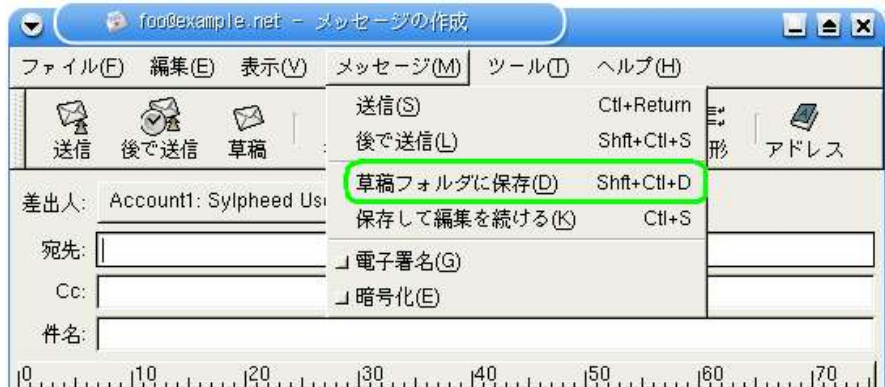 foo@example.net - メッセージの作成
ファイル(F) 編集(E) 表示(V) メッセージ(M) ツール(T) ヘルプ(H)
送信 後で送信 草稿 形 アドレス
送信(S) Ctl+Return
後で送信(L) Shft+Ctl+S
草稿フォルダに保存(D) Shft+Ctl+D
保存して編集を続ける(K) Ctl+S
電子署名(G)
暗号化(E)
差出人: Account1: Sylpheed
宛先:
Cc:
件名:
0 10 20 30 40 50 60 70